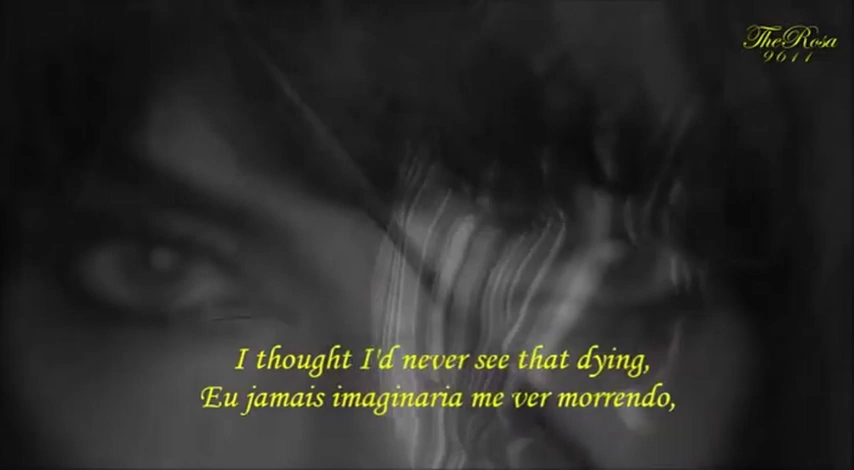 TheRosa
9611
I thought I'd never see that dying,
Eu jamais imaginaria me ver morrendo,